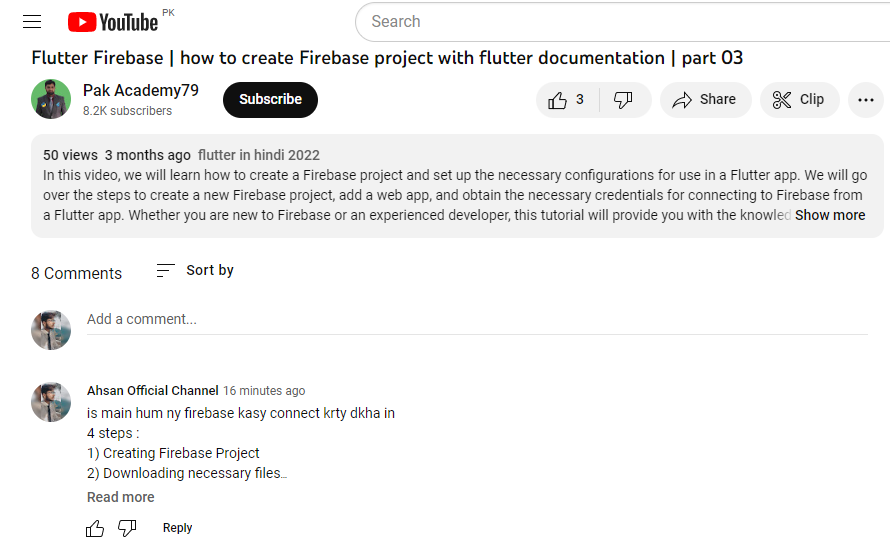 YouTube PK
Search
Flutter Firebase | how to create Firebase project with flutter documentation | part 03
Pak Academy79
8.2K subscribers
Subscribe
3
Share
Clip
50 views 3 months ago flutter in hindi 2022
In this video, we will learn how to create a Firebase project and set up the necessary configurations for use in a Flutter app. We will go
over the steps to create a new Firebase project, add a web app, and obtain the necessary credentials for connecting to Firebase from
a Flutter app. Whether you are new to Firebase or an experienced developer, this tutorial will provide you with the knowled Show more
8 Comments
Sort by
Add a comment...
Ahsan Official Channel 16 minutes ago
is main hum ny firebase kasy connect krty dkha in
4 steps :
1) Creating Firebase Project
2) Downloading necessary files…
Read more
Reply